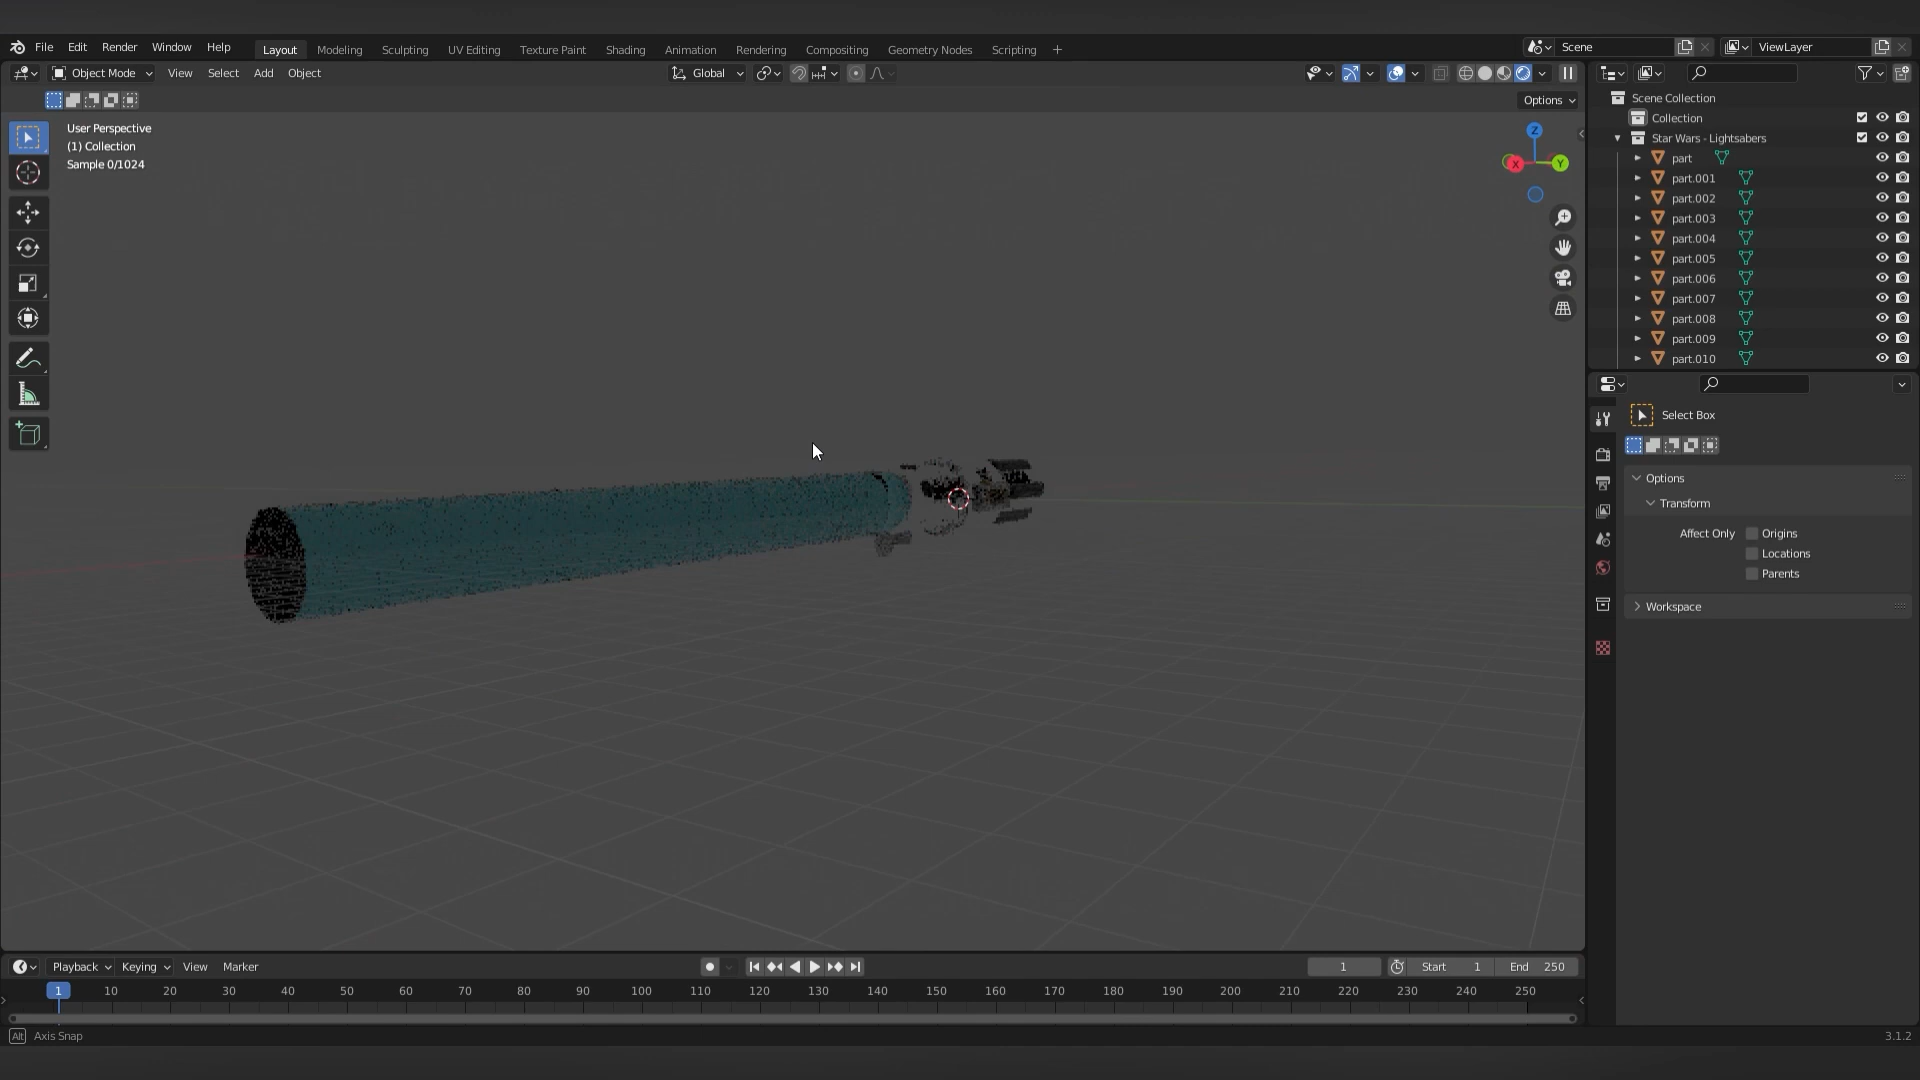 File Edit Render Window Help Layout Modeling Sculpting UV Editing Texture Paint Shading Animation Rendering Compositing Geometry Nodes Scripting + Scene ViewLayer
Object Mode View Select Add Object Global
Options
User Perspective
(1) Collection
Sample 0/1024
Z
X
Y
Scene Collection
Collection
Star Wars - Lightsabers
part
part.001
part.002
part.003
part.004
part.005
part.006
part.007
part.008
part.009
part.010
Select Box
Options
Transform
Affect Only Origins
Locations
Parents
Workspace
Playback Keying View Marker 1 Start 1 End 250
1 10 20 30 40 50 60 70 80 90 100 110 120 130 140 150 160 170 180 190 200 210 220 230 240 250
Alt Axis Snap 3.1.2